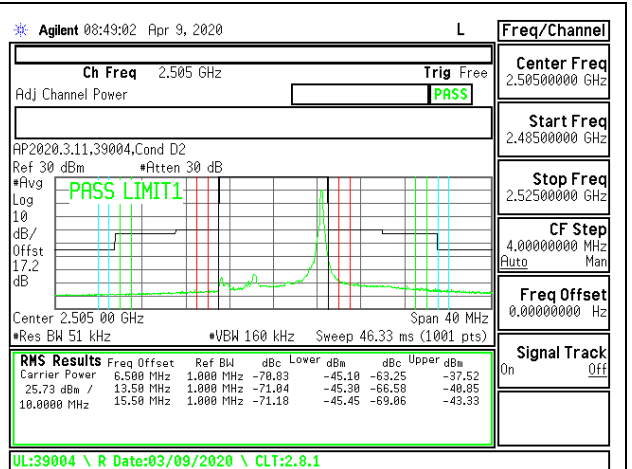 Agilent 08:49:02 Apr 9, 2020 L
Freq/Channel
Ch Freq 2.505 GHz Trig Free
Adj Channel Power PASS
AP2020.3.11,39004,Cond D2
Ref 30 dBm #Atten 30 dB
#Avg
Log
10
dB/
Offst
17.2
dB
PASS LIMIT1
Center 2.505 00 GHz Span 40 MHz
#Res BW 51 kHz #VBW 160 kHz Sweep 46.33 ms (1001 pts)
RMS Results Freq Offset Ref BW dBc Lower dBm dBc Upper dBm
Carrier Power 6.500 MHz 1.000 MHz -70.83 -45.10 -63.25 -37.52
25.73 dBm / 13.50 MHz 1.000 MHz -71.04 -45.30 -66.58 -40.85
10.0000 MHz 15.50 MHz 1.000 MHz -71.18 -45.45 -69.06 -43.33
UL:39004 \ R Date:03/09/2020 \ CLT:2.8.1
Center Freq
2.50500000 GHz
Start Freq
2.48500000 GHz
Stop Freq
2.52500000 GHz
CF Step
4.00000000 MHz
Auto Man
Freq Offset
0.00000000 Hz
Signal Track
On Off